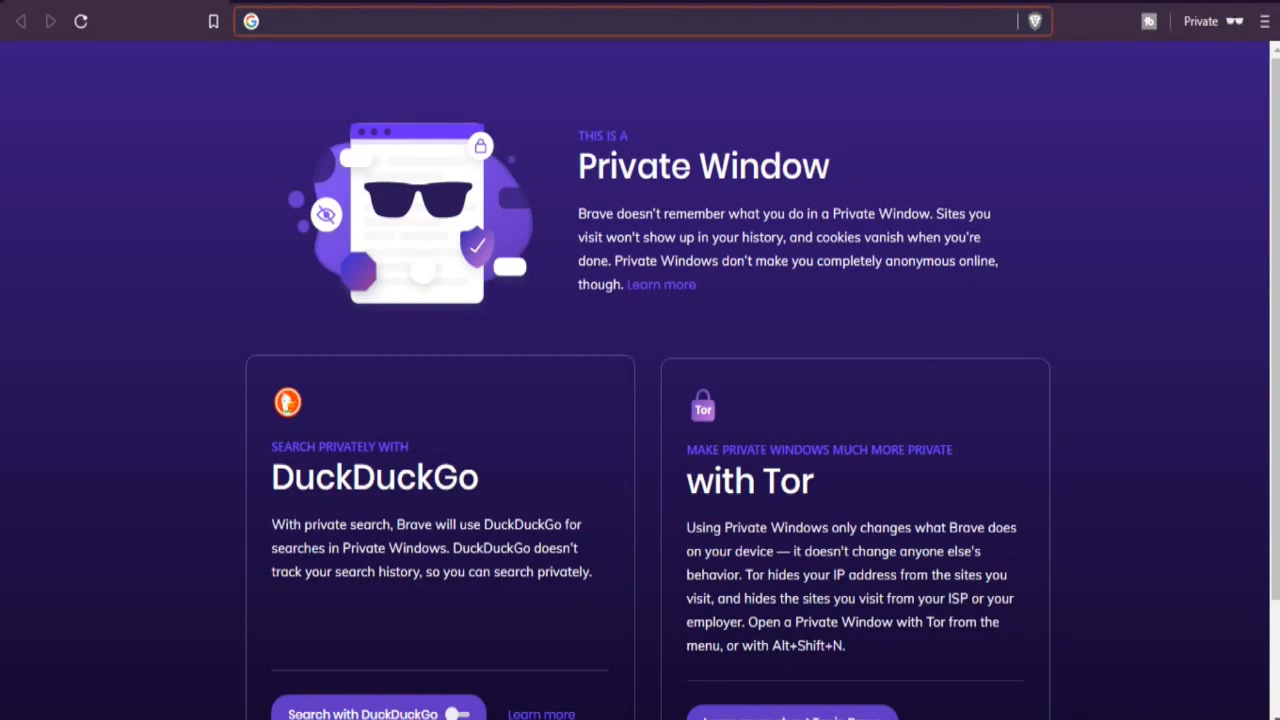 Private
THIS IS A
Private Window
Brave doesn't remember what you do in a Private Window. Sites you
visit won't show up in your history, and cookies vanish when you're
done. Private Windows don't make you completely anonymous online,
though. Learn more
SEARCH PRIVATELY WITH
DuckDuckGo
With private search, Brave will use DuckDuckGo for
searches in Private Windows. DuckDuckGo doesn't
track your search history, so you can search privately.
Search with DuckDuckGo
Learn more
Tor
MAKE PRIVATE WINDOWS MUCH MORE PRIVATE
with Tor
Using Private Windows only changes what Brave does
on your device — it doesn't change anyone else's
behavior. Tor hides your IP address from the sites you
visit, and hides the sites you visit from your ISP or your
employer. Open a Private Window with Tor from the
menu, or with Alt+Shift+N.